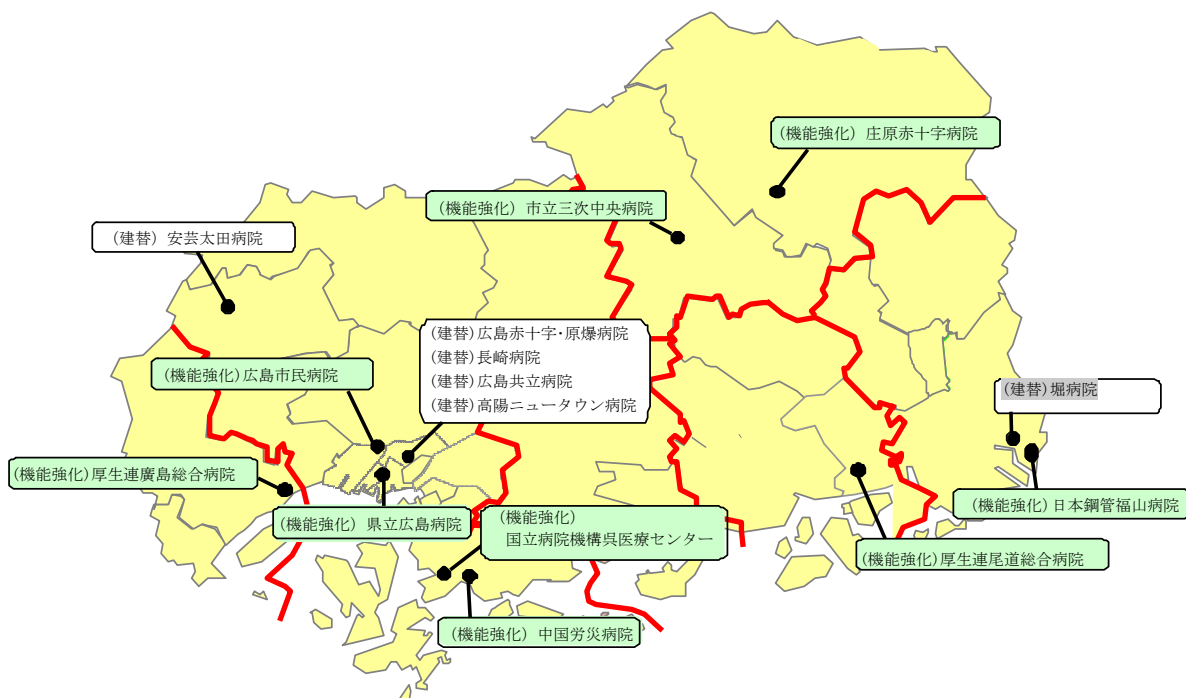 (機能強化) 庄原赤十字病院
(機能強化) 市立三次中央病院
(建替) 安芸太田病院
(建替)広島赤十字・原爆病院
(建替)長崎病院
(建替)広島共立病院
(建替)高陽ニュータウン病院
(機能強化)広島市民病院
(建替)堀病院
(機能強化)厚生連廣島総合病院
(機能強化) 県立広島病院
(機能強化)
国立病院機構呉医療センター
(機能強化)日本鋼管福山病院
(機能強化)厚生連尾道総合病院
(機能強化) 中国労災病院